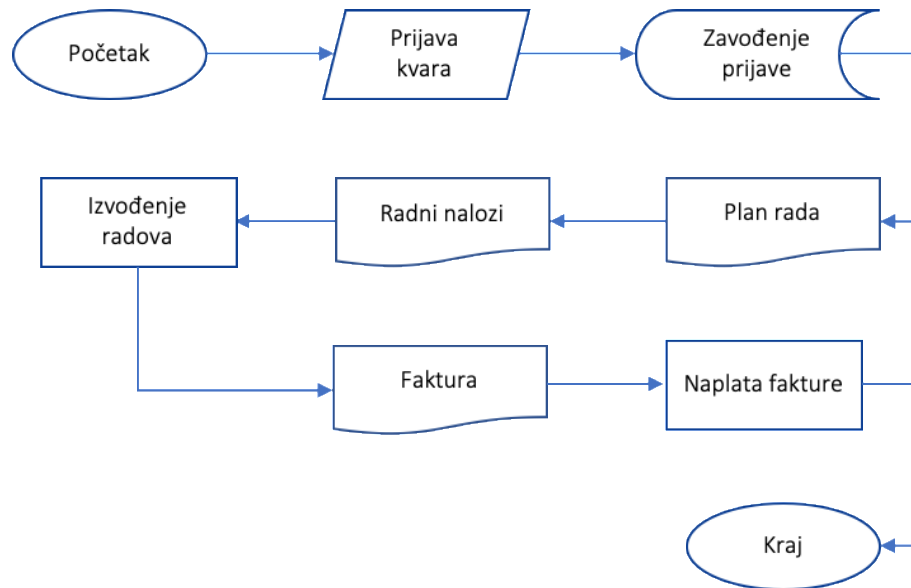 Početak
Prijava
kvara
Zavođenje
prijave
Plan rada
Radni nalozi
Izvođenje
radova
Faktura
Naplata fakture
Kraj